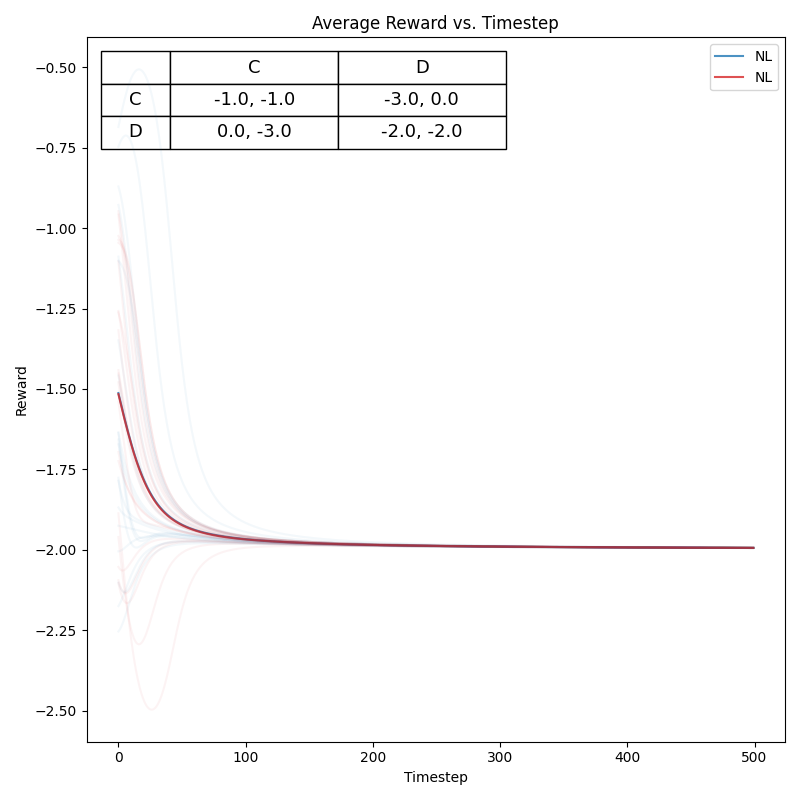 Average Reward vs. Timestep
C D
C -1.0, -1.0 -3.0, 0.0
D 0.0, -3.0 -2.0, -2.0
NL
NL
Reward
−0.50
−0.75
−1.00
−1.25
−1.50
−1.75
−2.00
−2.25
−2.50
0 100 200 300 400 500
Timestep